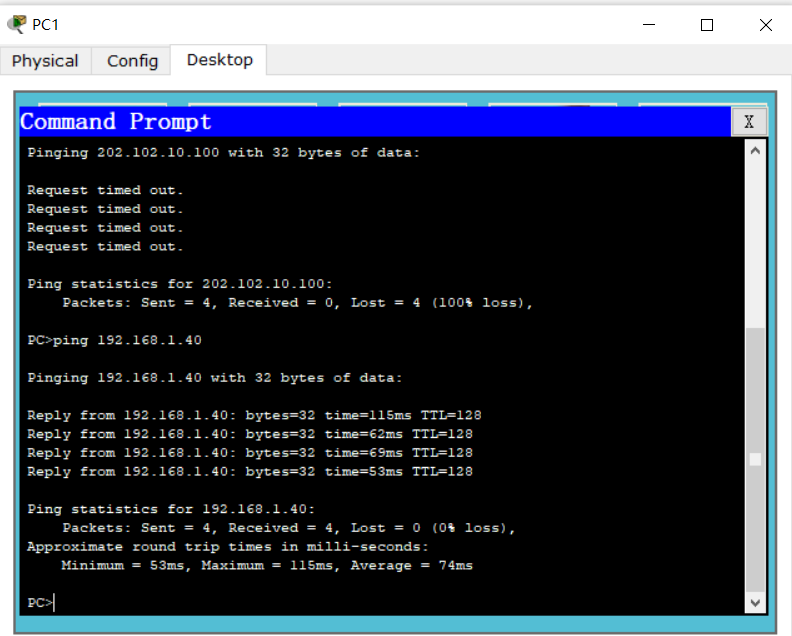 PC1
Physical Config Desktop
Command Prompt X
Pinging 202.102.10.100 with 32 bytes of data:
Request timed out.
Request timed out.
Request timed out.
Request timed out.
Ping statistics for 202.102.10.100:
Packets: Sent = 4, Received = 0, Lost = 4 (100% loss),
PC>ping 192.168.1.40
Pinging 192.168.1.40 with 32 bytes of data:
Reply from 192.168.1.40: bytes=32 time=115ms TTL=128
Reply from 192.168.1.40: bytes=32 time=62ms TTL=128
Reply from 192.168.1.40: bytes=32 time=69ms TTL=128
Reply from 192.168.1.40: bytes=32 time=53ms TTL=128
Ping statistics for 192.168.1.40:
Packets: Sent = 4, Received = 4, Lost = 0 (0% loss),
Approximate round trip times in milli-seconds:
Minimum = 53ms, Maximum = 115ms, Average = 74ms
PC>